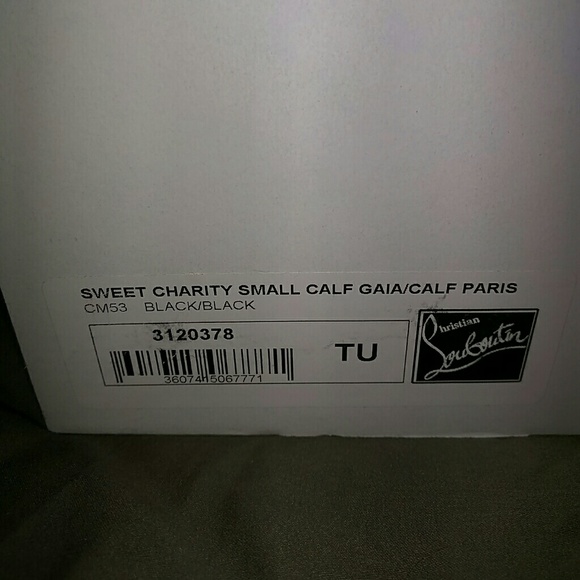 SWEET CHARITY SMALL CALF GAIA/CALF PARIS
CM53 BLACK/BLACK
3120378
3607415067771
TU
Christian
Louboutin